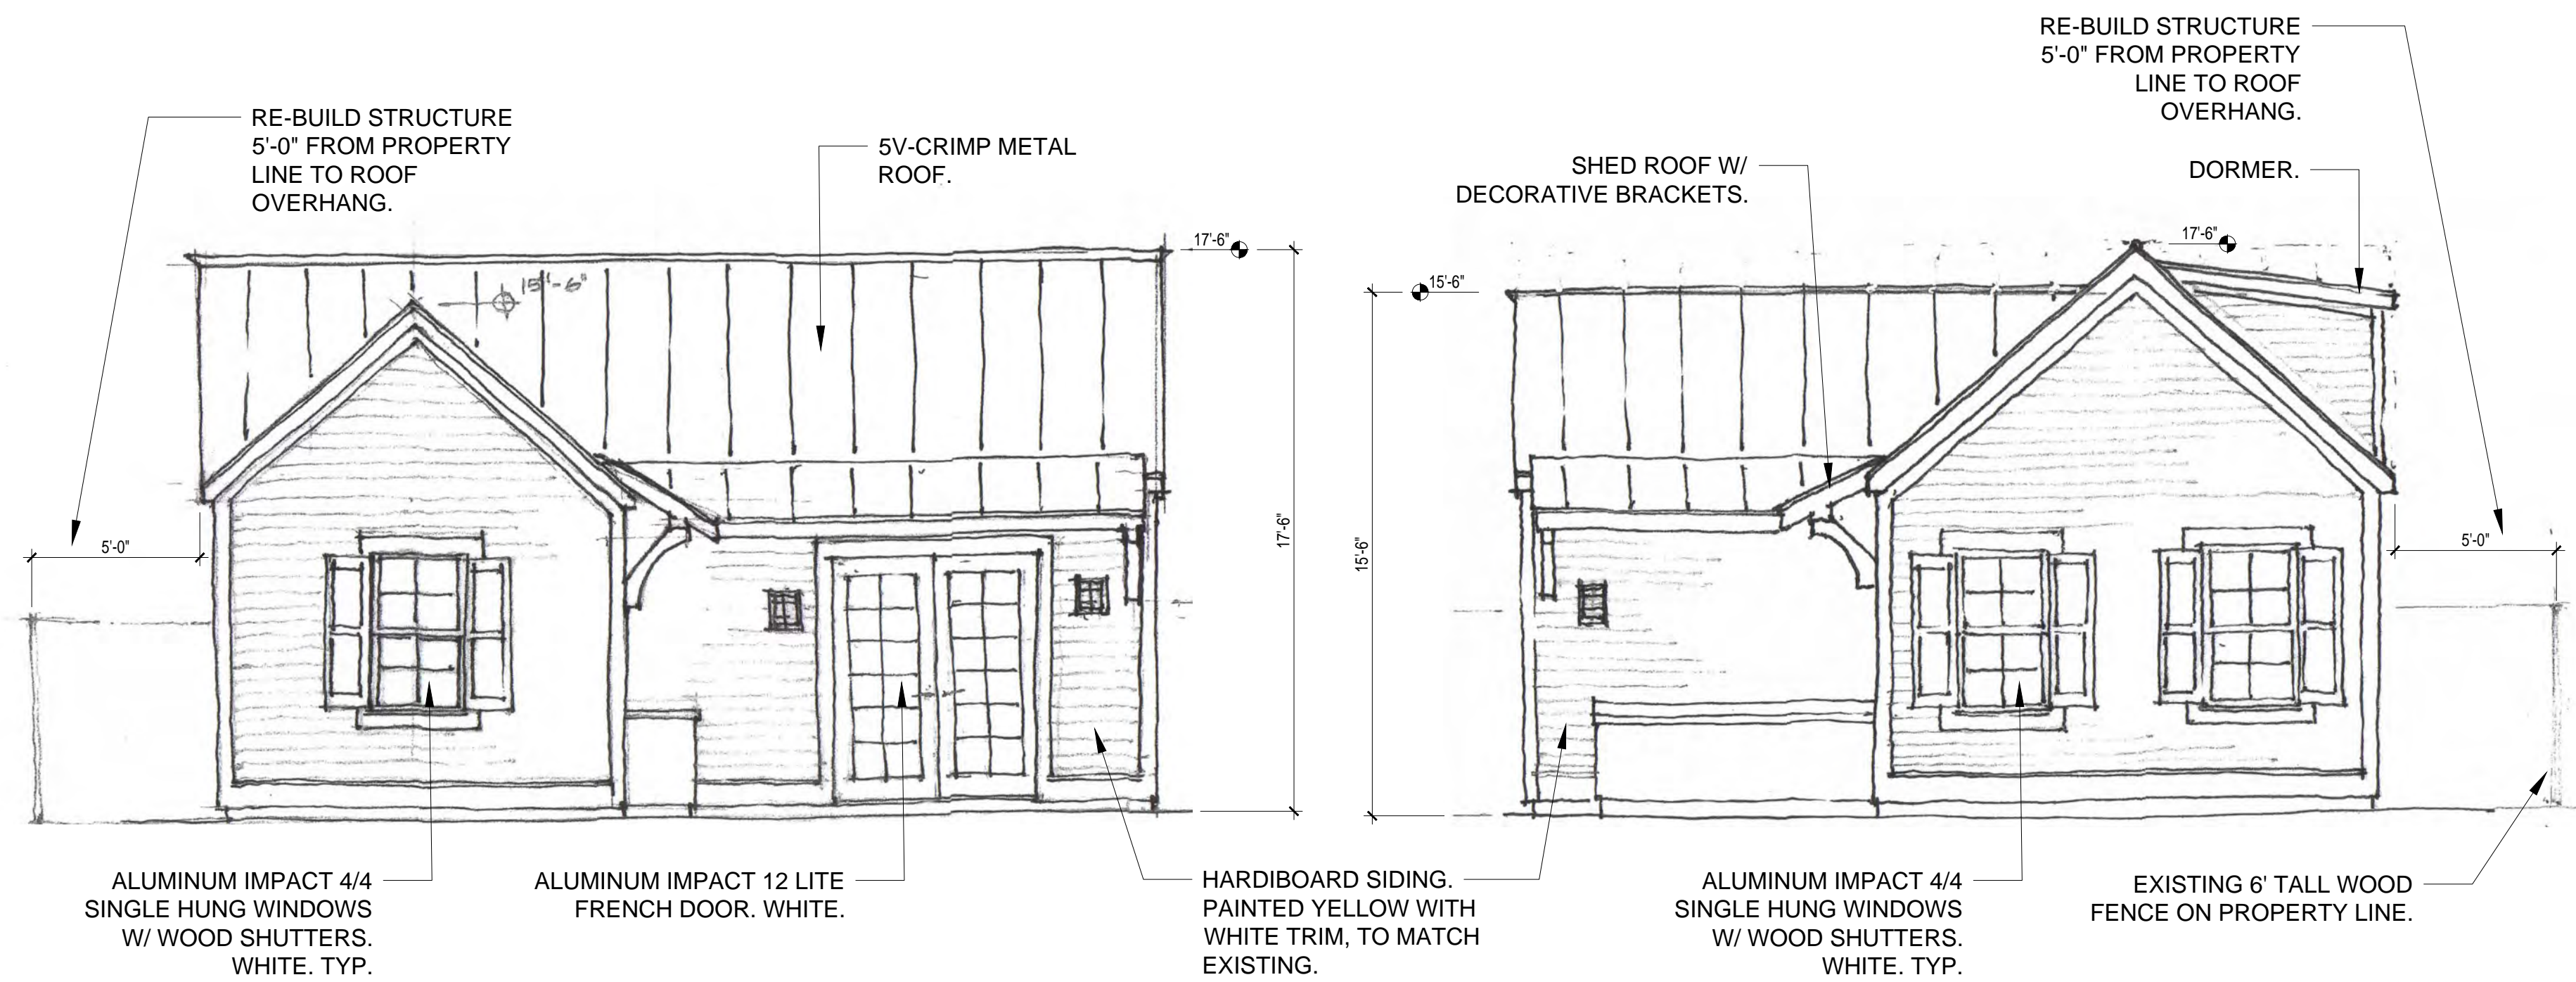 RE-BUILD STRUCTURE
5'-0" FROM PROPERTY
LINE TO ROOF
OVERHANG.
5V-CRIMP METAL
ROOF.
17'-6"
15'-6"
5'-0"
17'-6"
ALUMINUM IMPACT 4/4
SINGLE HUNG WINDOWS
W/ WOOD SHUTTERS.
WHITE. TYP.
ALUMINUM IMPACT 12 LITE
FRENCH DOOR. WHITE.
HARDIBOARD SIDING.
PAINTED YELLOW WITH
WHITE TRIM, TO MATCH
EXISTING.
RE-BUILD STRUCTURE
5'-0" FROM PROPERTY
LINE TO ROOF
OVERHANG.
SHED ROOF W/
DECORATIVE BRACKETS.
DORMER.
17'-6"
15'-6"
15'-6"
5'-0"
ALUMINUM IMPACT 4/4
SINGLE HUNG WINDOWS
W/ WOOD SHUTTERS.
WHITE. TYP.
EXISTING 6' TALL WOOD
FENCE ON PROPERTY LINE.